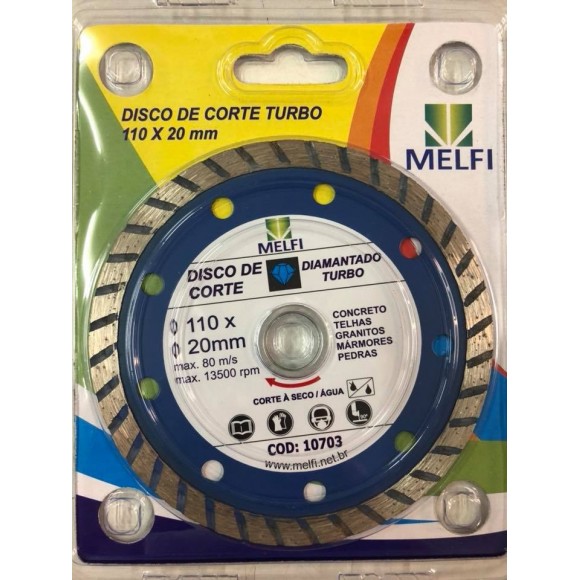 DISCO DE CORTE TURBO
110 X 20 mm
MELFI
MELFI
DISCO DE CORTE
DIAMANTADO TURBO
110 x
20mm
max. 80 m/s
max. 13500 rpm
CONCRETO
TELHAS
GRANITOS
MÁRMORES
PEDRAS
CORTE À SECO / ÁGUA
COD: 10703
www.melfi.net.br